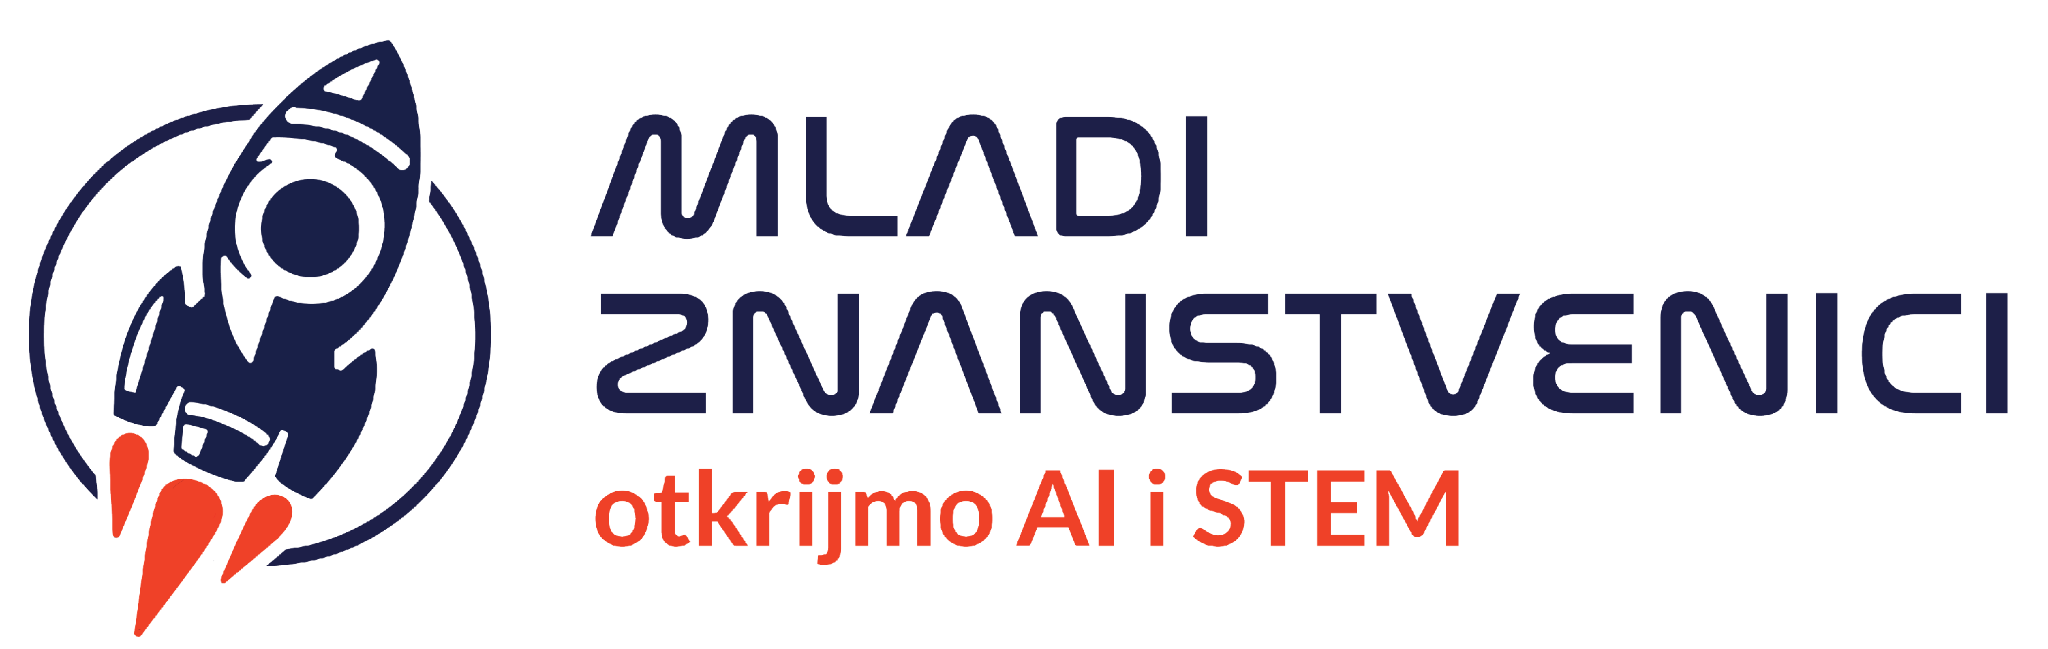 MLADI
ZNANSTVENICI
otkrijmo AI i STEM